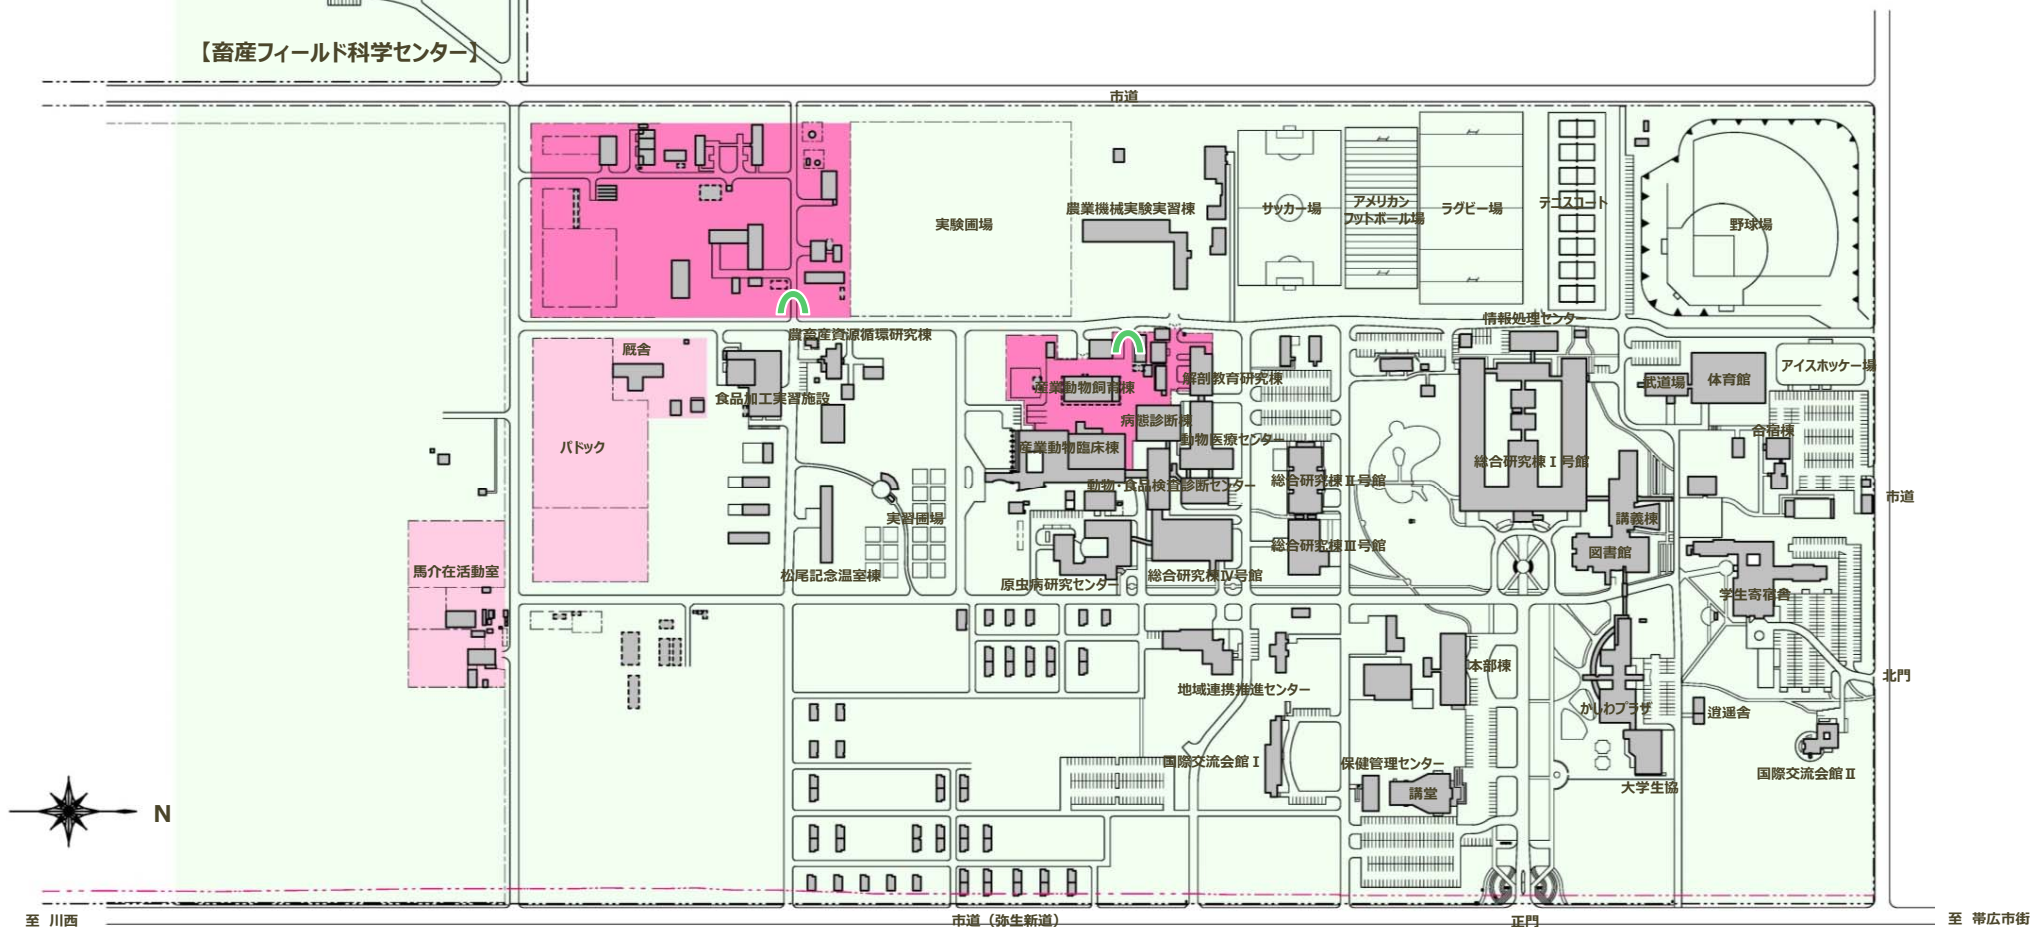 【畜産フィールド科学センター】
市道
実験圃場
農業機械実験実習棟
サッカー場
アメリカン
フットボール場
ラグビー場
テニスコート
野球場
農畜産資源循環研究棟
情報処理センター
厩舎
食品加工実習施設
産業動物飼育棟
解剖教育研究棟
武道場
体育館
アイスホッケー場
パドック
病態診断棟
産業動物臨床棟
動物医療センター
合宿棟
総合研究棟Ⅰ号館
動物・食品検査診断センター
総合研究棟Ⅱ号館
市道
実習圃場
講義棟
総合研究棟Ⅲ号館
図書館
馬介在活動室
松尾記念温室棟
原虫病研究センター
総合研究棟Ⅳ号館
学生寄宿舎
本部棟
北門
地域連携推進センター
かしわプラザ
逍遥舎
国際交流会館Ⅰ
保健管理センター
国際交流会館Ⅱ
講堂
大学生協
N
至 川西
市道（弥生新道）
正門
至 帯広市街